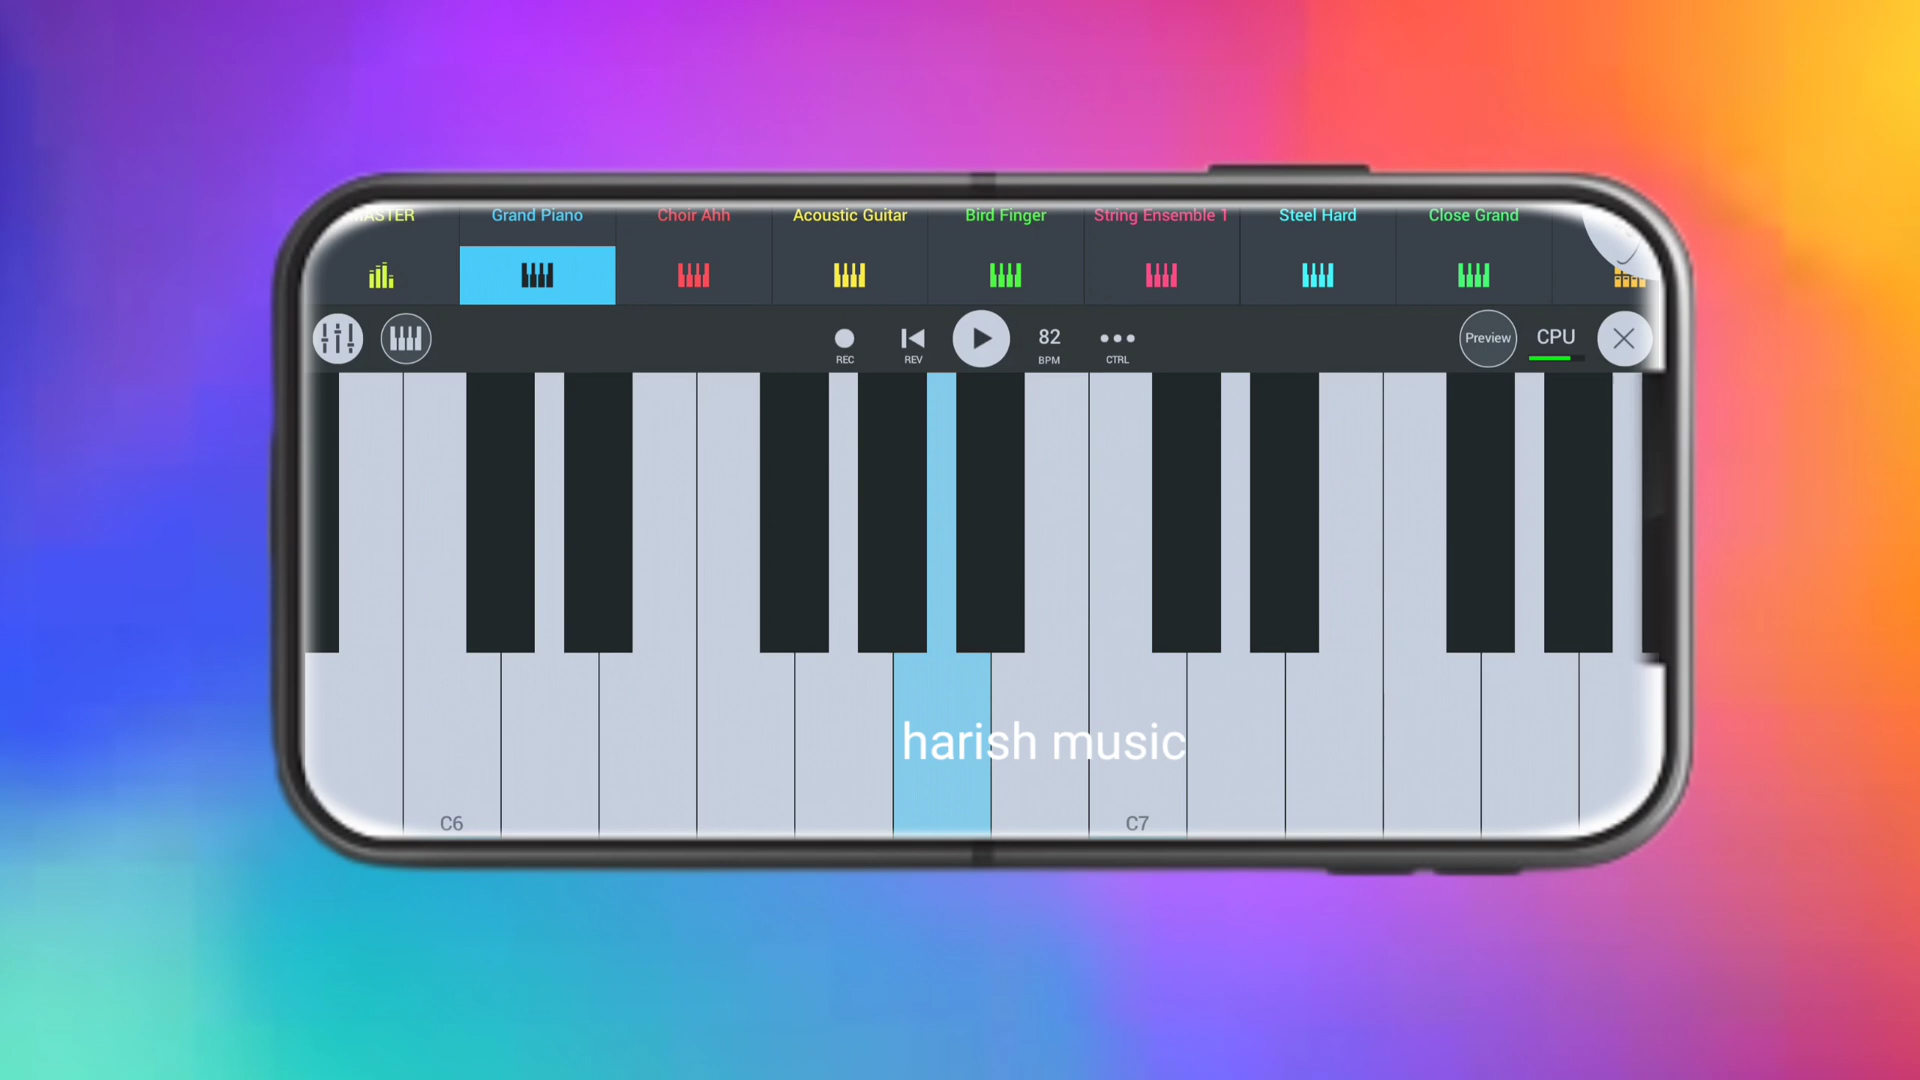 MASTER
Grand Piano
Choir Ahh
Acoustic Guitar
Bird Finger
String Ensemble 1
Steel Hard
Close Grand
REC
REV
82
BPM
CTRL
Preview
CPU
harish music
C6
C7